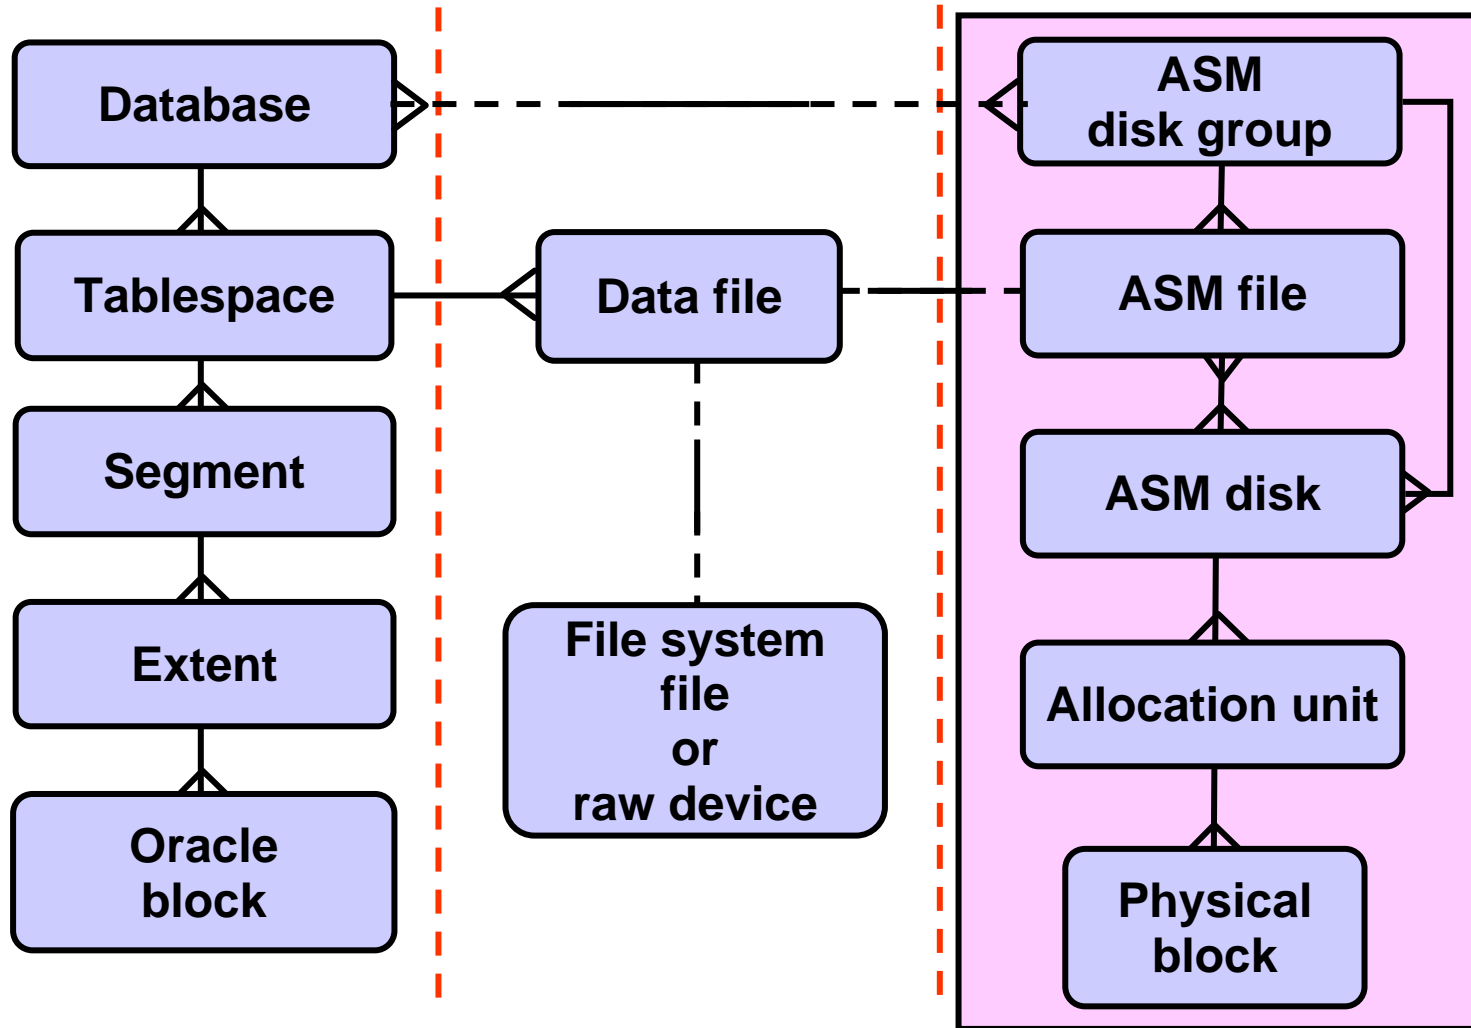 Database
Tablespace
Segment
Extent
Oracle
block
Data file
File system
file
or
raw device
ASM
disk group
ASM file
ASM disk
Allocation unit
Physical
block